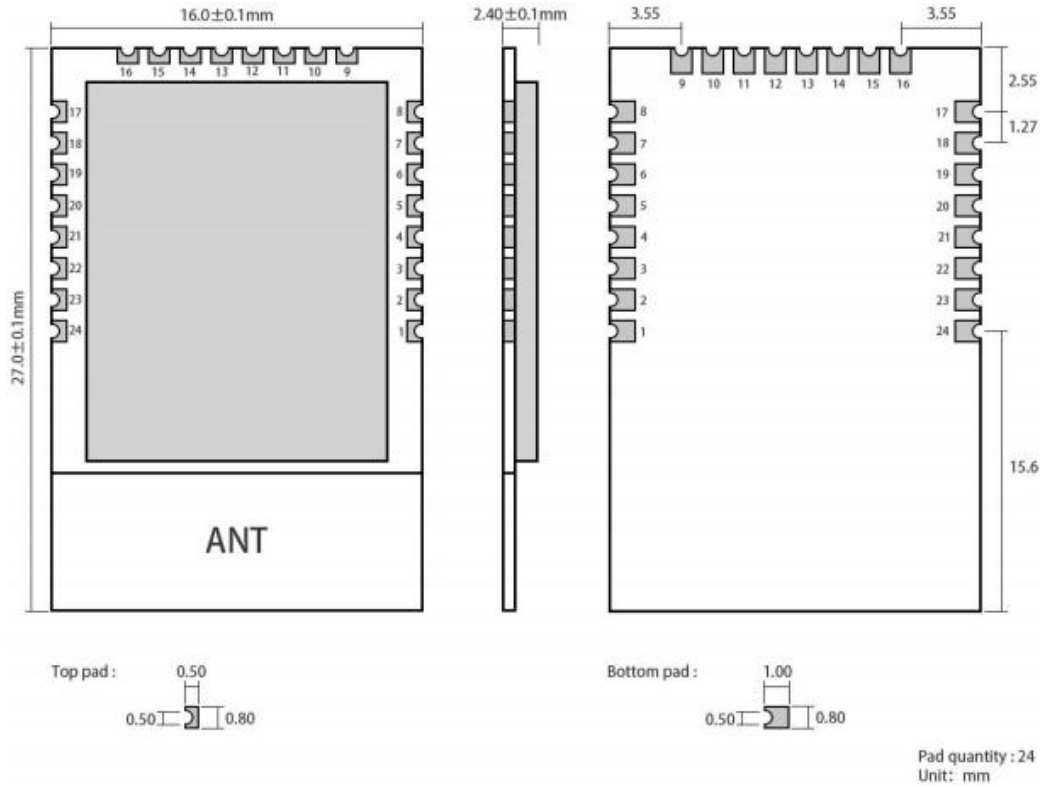 16.0±0.1mm
2.40±0.1mm
3.55
3.55
16 15 14 13 12 11 10 9
9 10 11 12 13 14 15 16
2.55
17 8
8 17
1.27
18 7
7 18
19 6
6 19
20 5
5 20
21 4
4 21
22 3
3 22
23 2
2 23
24 1
1 24
27.0±0.1mm
15.6
ANT
Top pad : 0.50
0.50 0.80
Bottom pad : 1.00
0.50 0.80
Pad quantity : 24
Unit: mm